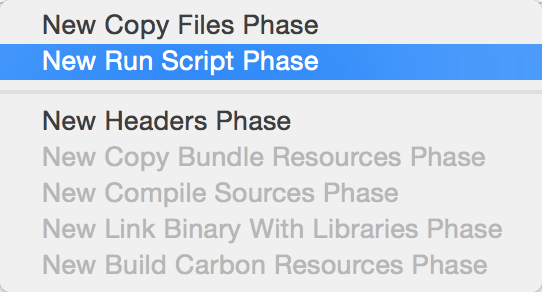 New Copy Files Phase
New Run Script Phase
New Headers Phase
New Copy Bundle Resources Phase
New Compile Sources Phase
New Link Binary With Libraries Phase
New Build Carbon Resources Phase